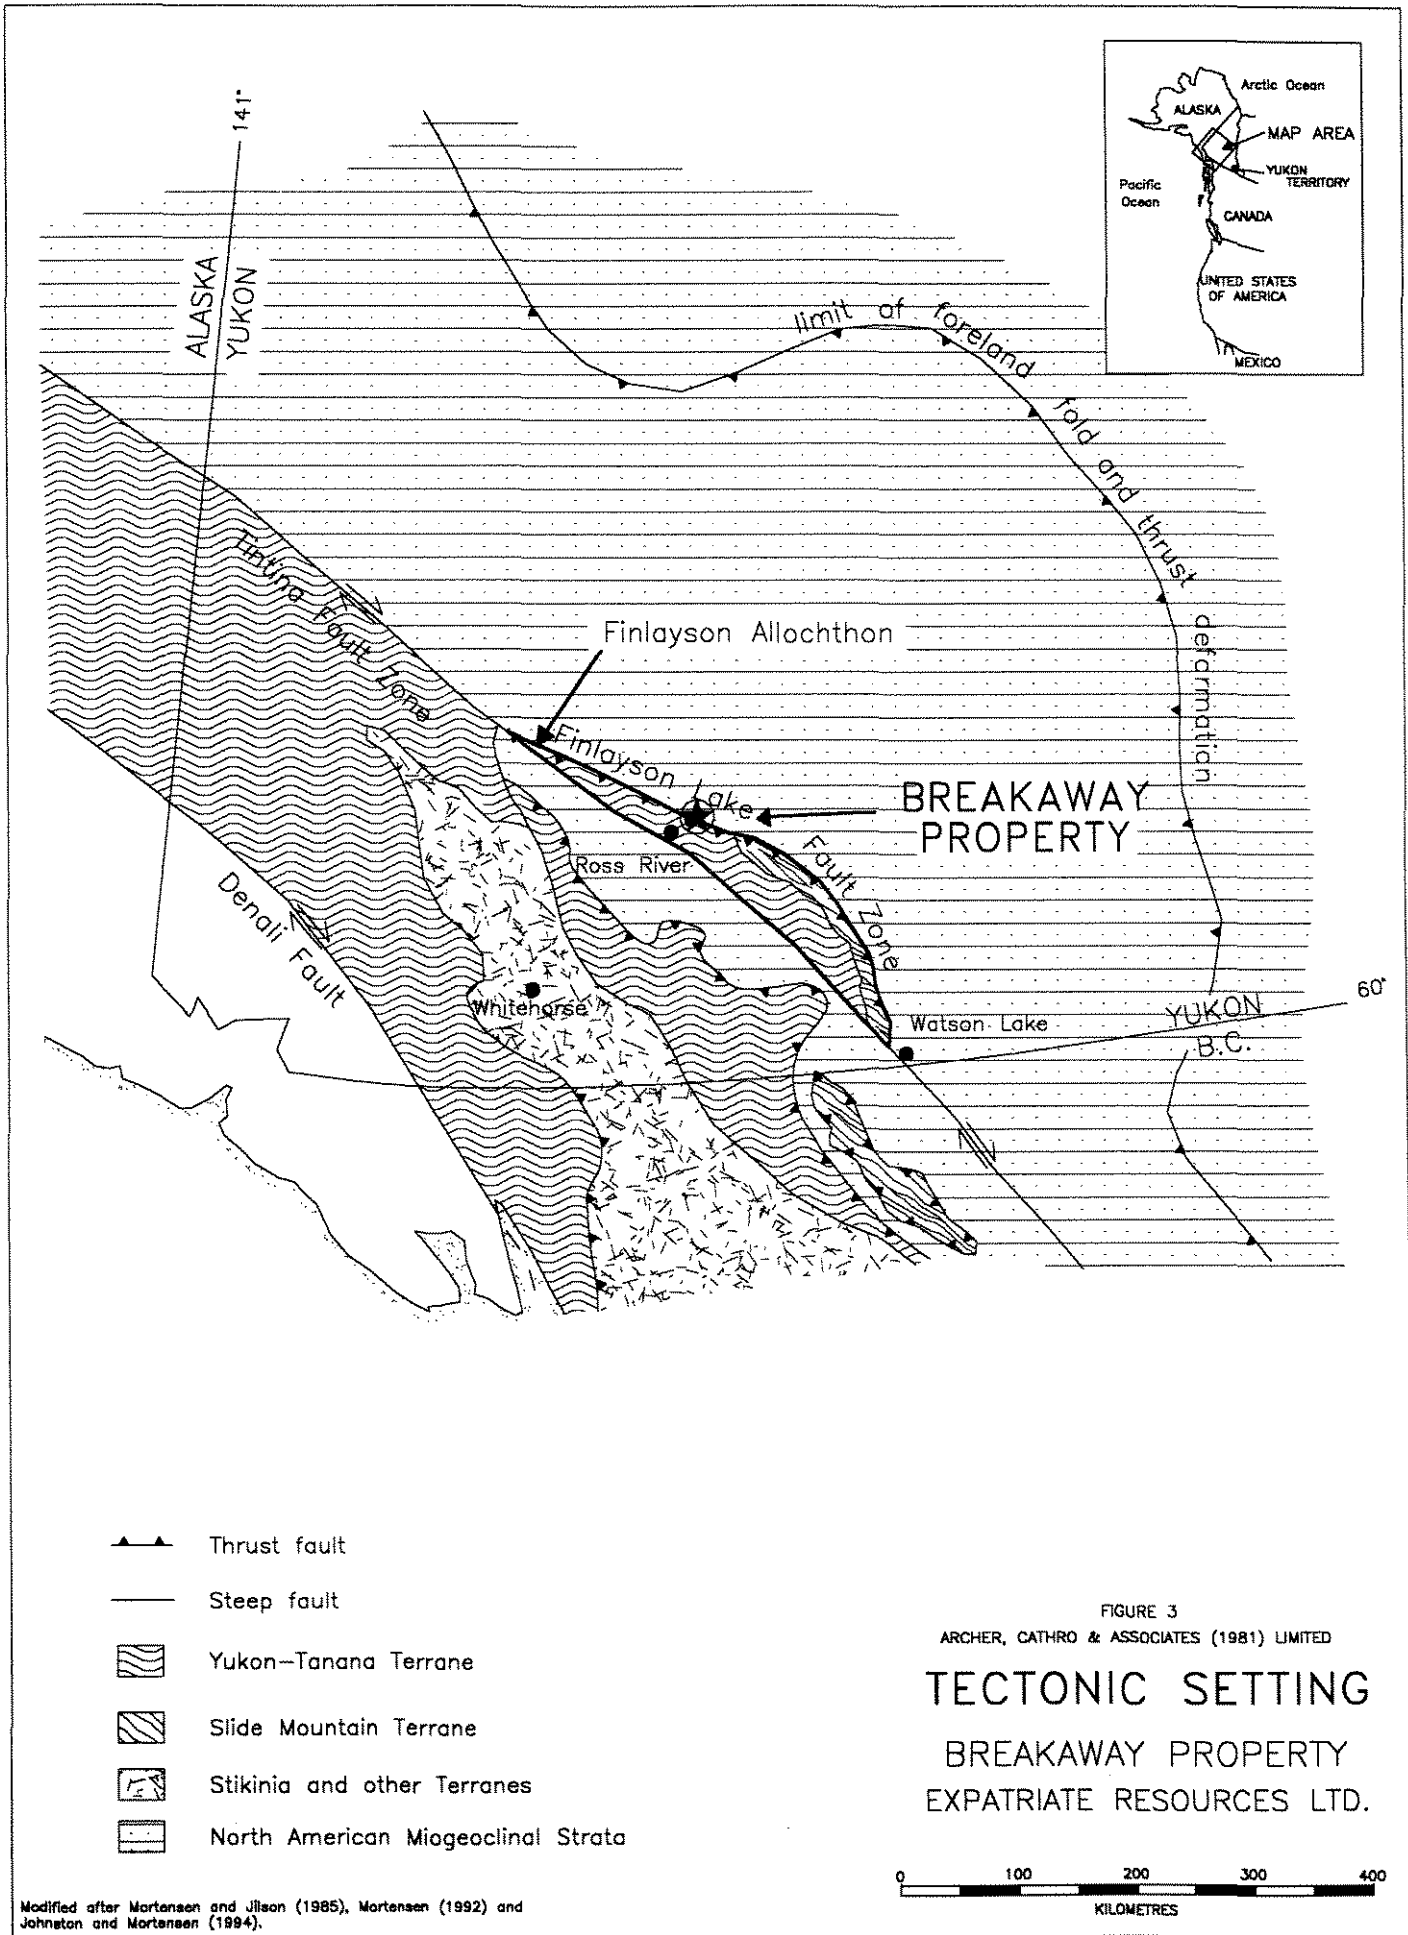 141°
ALASKA
YUKON
Arctic Ocean
ALASKA
MAP AREA
YUKON
TERRITORY
Pacific
Ocean
CANADA
UNITED STATES
OF AMERICA
MEXICO
limit of foreland fold and thrust deformation
Tintina Fault Zone
Finlayson Allochthon
Finlayson Lake Fault Zone
BREAKAWAY
PROPERTY
Ross River
Denali Fault
Whitehorse
Watson Lake
60°
YUKON
B.C.
Thrust fault
Steep fault
Yukon-Tanana Terrane
Slide Mountain Terrane
Stikinia and other Terranes
North American Miogeoclinal Strata
Modified after Mortensen and Jilson (1985), Mortensen (1992) and
Johnston and Mortensen (1994).
FIGURE 3
ARCHER, CATHRO & ASSOCIATES (1981) LIMITED
TECTONIC SETTING
BREAKAWAY PROPERTY
EXPATRIATE RESOURCES LTD.
0 100 200 300 400
KILOMETRES